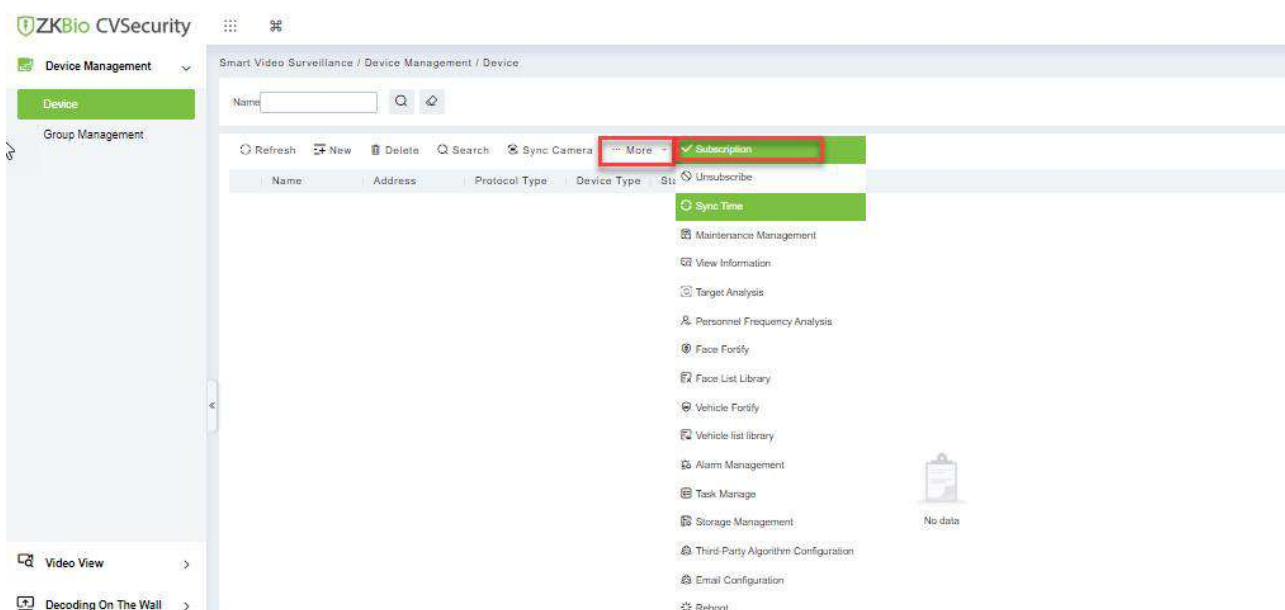 ZKBio CVSecurity
Device Management
Device
Group Management
Video View
Decoding On The Wall
Smart Video Surveillance / Device Management / Device
Name
Refresh New Delete Search Sync Camera ··· More
Name Address Protocol Type Device Type Sta
Subscription
Unsubscribe
Sync Time
Maintenance Management
View Information
Target Analysis
Personnel Frequency Analysis
Face Fortify
Face List Library
Vehicle Fortify
Vehicle list library
Alarm Management
Task Manage
Storage Management
Third-Party Algorithm Configuration
Email Configuration
Reboot
No data